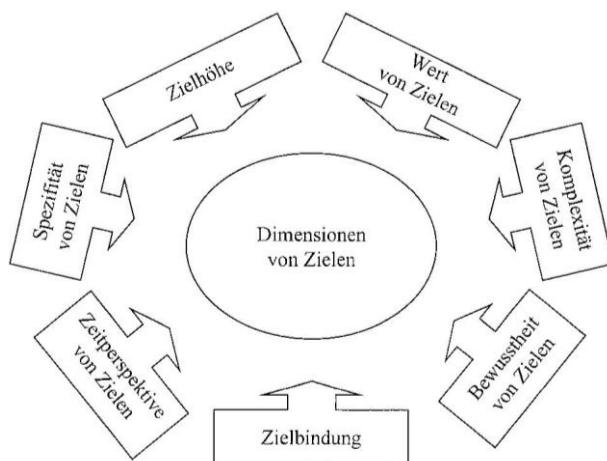 Zielhöhe
Wert
von Zielen
Spezifität
von Zielen
Komplexität
von Zielen
Dimensionen
von Zielen
Zeitperspektive
von Zielen
Bewusstheit
von Zielen
Zielbindung